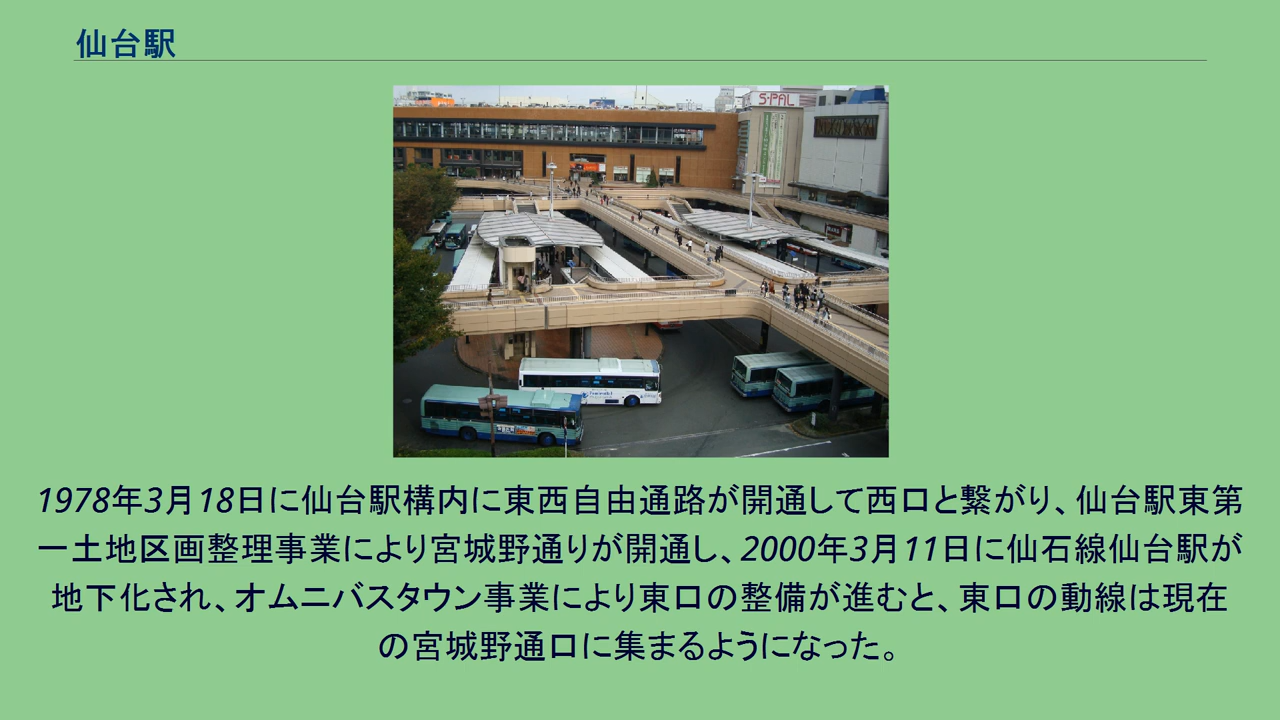 仙台駅
S·PAL
1978年3月18日に仙台駅構内に東西自由通路が開通して西口と繋がり、仙台駅東第
一土地区画整理事業により宮城野通りが開通し、2000年3月11日に仙石線仙台駅が
地下化され、オムニバスタウン事業により東口の整備が進むと、東口の動線は現在
の宮城野通口に集まるようになった。